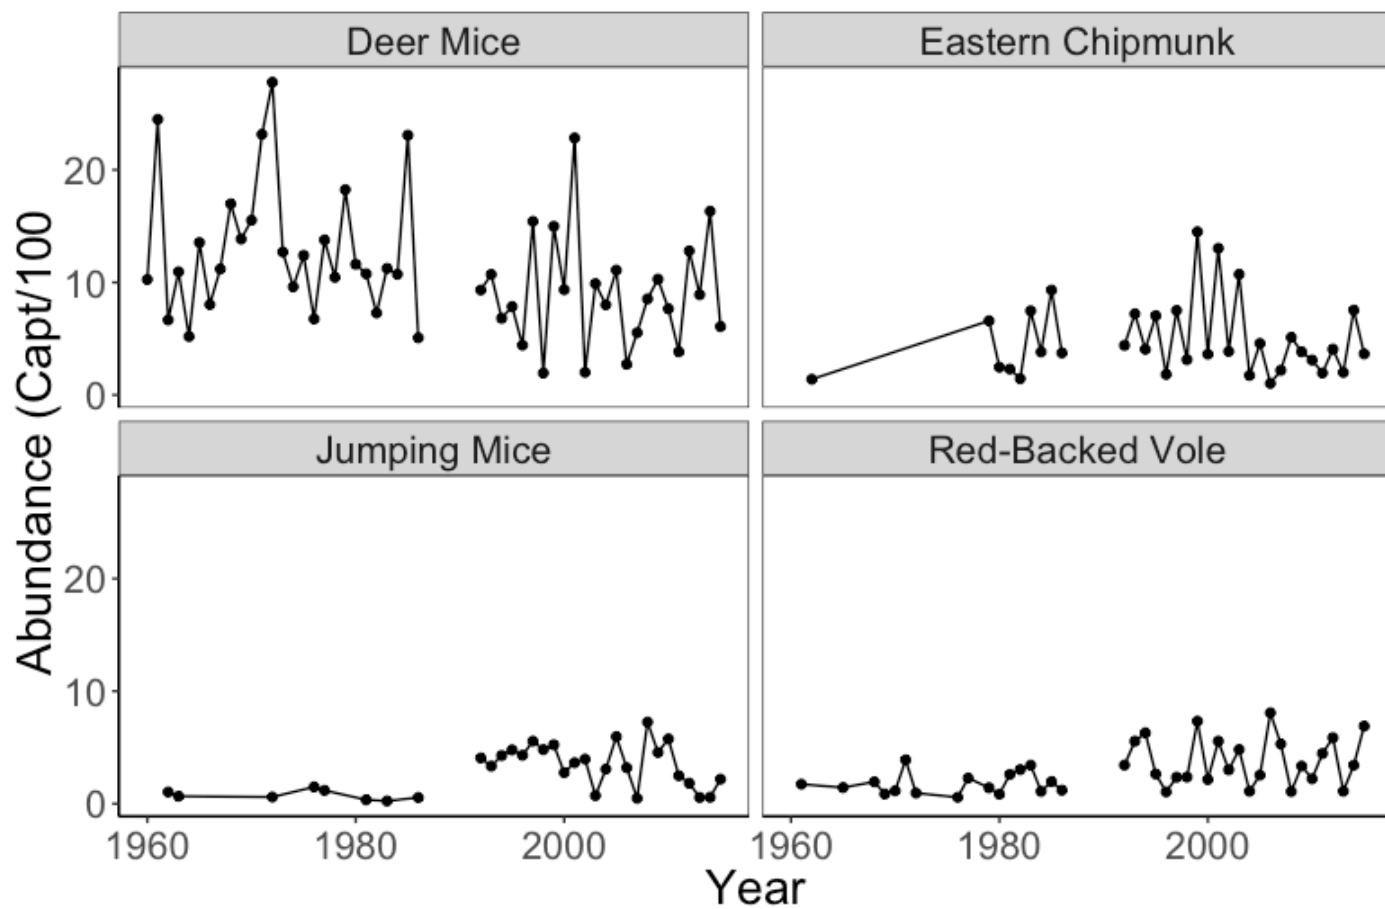 Deer Mice
Eastern Chipmunk
20
10
0
Jumping Mice
Red-Backed Vole
20
10
0
1960
1980
2000
1960
1980
2000
Year
Abundance (Capt/100